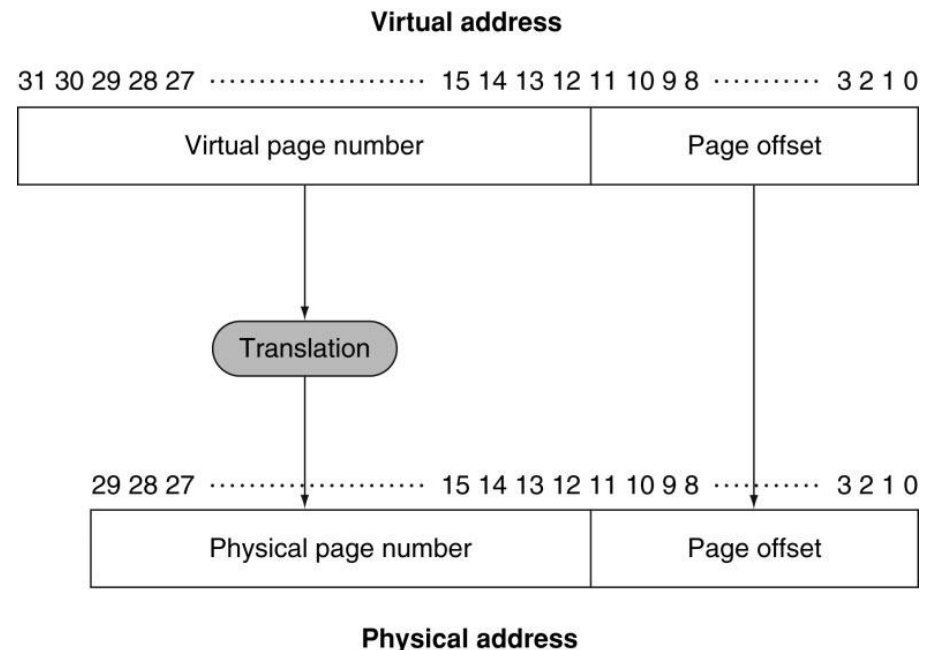 Virtual address
31 30 29 28 27 ························ 15 14 13 12 11 10 9 8 ··········· 3 2 1 0
Virtual page number Page offset
Translation
29 28 27 ························ 15 14 13 12 11 10 9 8 ··········· 3 2 1 0
Physical page number Page offset
Physical address